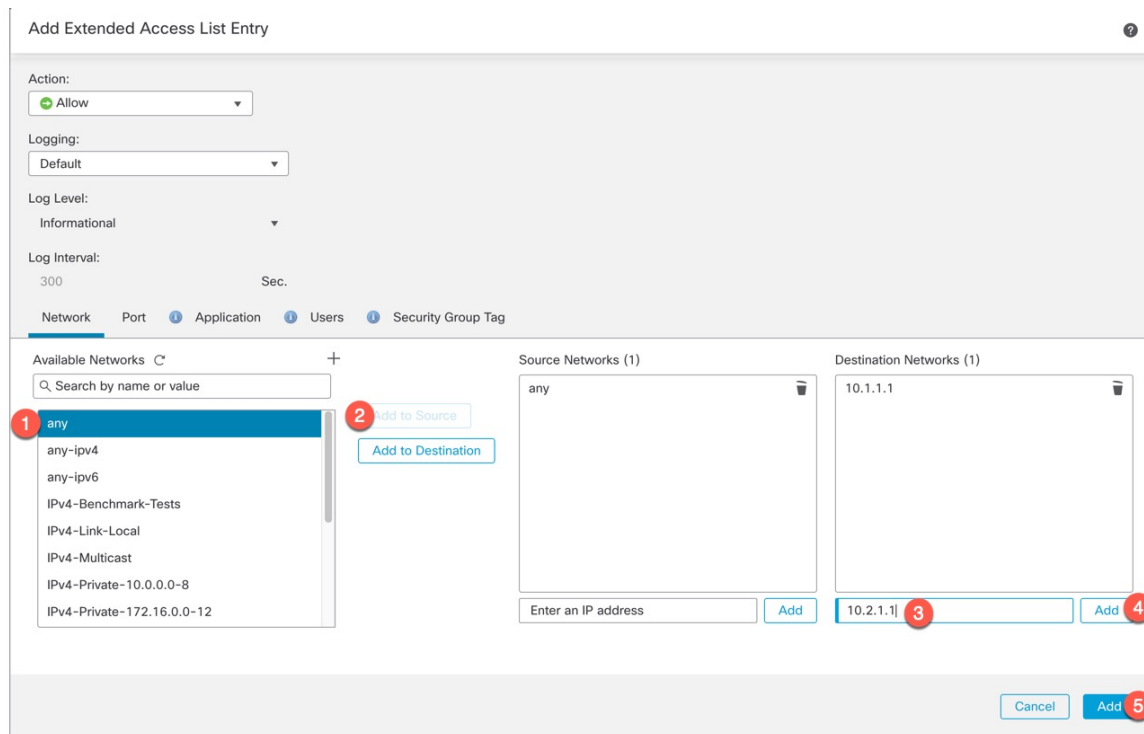 Add Extended Access List Entry
?
Action:
Allow
Logging:
Default
Log Level:
Informational
Log Interval:
300 Sec.
Network Port i Application i Users i Security Group Tag
Available Networks
Search by name or value
1 any
any-ipv4
any-ipv6
IPv4-Benchmark-Tests
IPv4-Link-Local
IPv4-Multicast
IPv4-Private-10.0.0.0-8
IPv4-Private-172.16.0.0-12
2 Add to Source
Add to Destination
Source Networks (1)
any
Enter an IP address Add
Destination Networks (1)
10.1.1.1
10.2.1.1 3 Add 4
Cancel Add 5